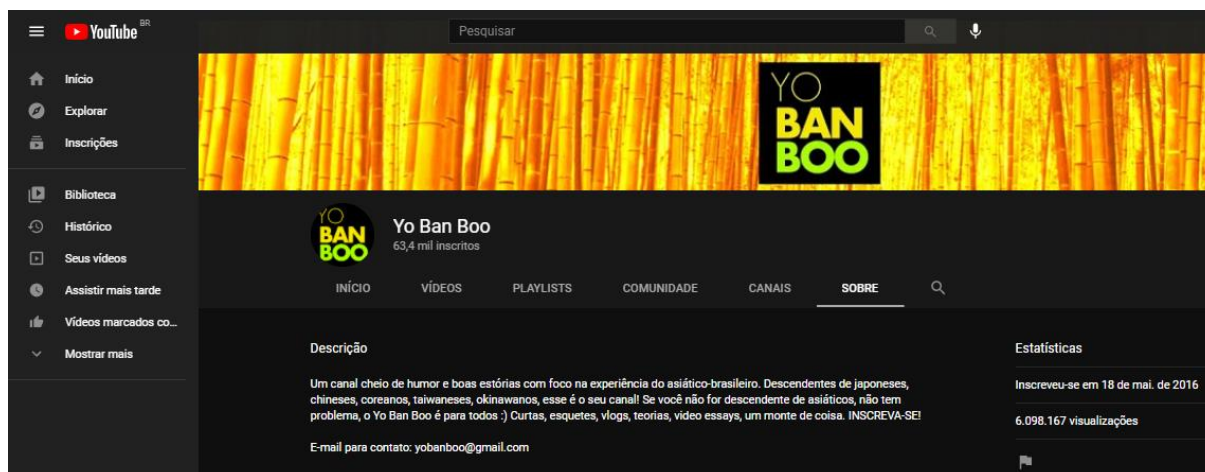 YouTube BR
Pesquisar
Início
Explorar
Inscrições
Biblioteca
Histórico
Seus vídeos
Assistir mais tarde
Vídeos marcados co...
Mostrar mais
YO
BAN
BOO
YO
BAN
BOO
Yo Ban Boo
63,4 mil inscritos
INÍCIO VÍDEOS PLAYLISTS COMUNIDADE CANAIS SOBRE
Descrição
Um canal cheio de humor e boas estórias com foco na experiência do asiático-brasileiro. Descendentes de japoneses,
chineses, coreanos, taiwaneses, okinawanos, esse é o seu canal! Se você não for descendente de asiáticos, não tem
problema, o Yo Ban Boo é para todos :) Curtas, esquetes, vlogs, teorias, video essays, um monte de coisa. INSCREVA-SE!
E-mail para contato: yobanboo@gmail.com
Estatísticas
Inscreveu-se em 18 de mai. de 2016
6.098.167 visualizações